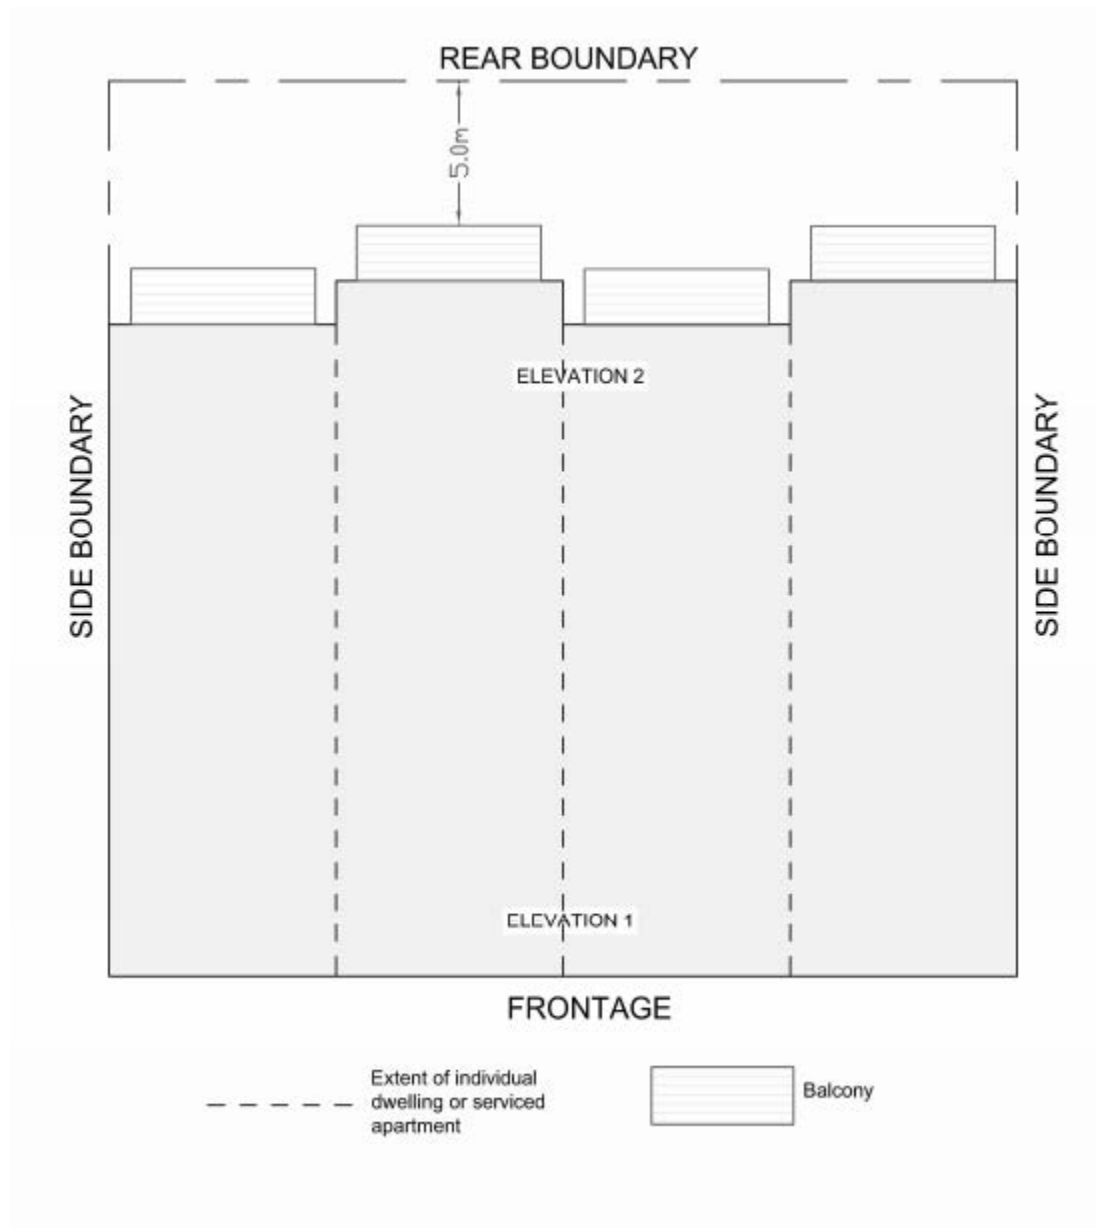 REAR BOUNDARY
5.0m
ELEVATION 2
SIDE BOUNDARY
SIDE BOUNDARY
ELEVATION 1
FRONTAGE
Extent of individual
dwelling or serviced
apartment
Balcony